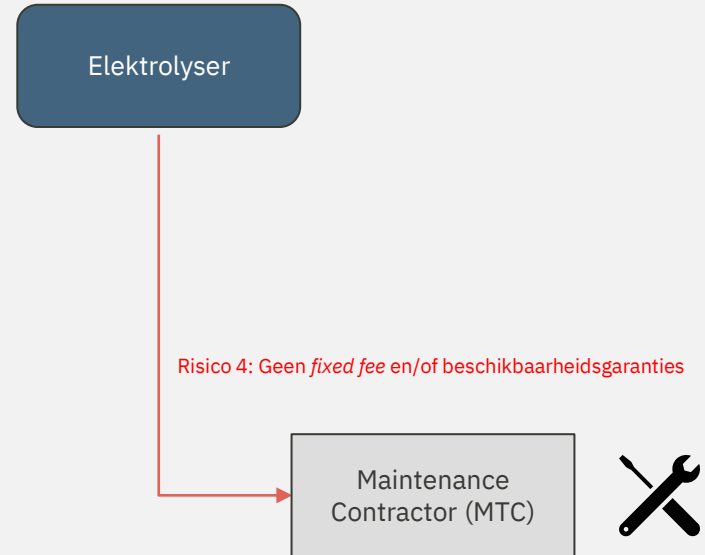 Elektrolyser
Risico 4: Geen fixed fee en/of beschikbaarheidsgaranties
Maintenance
Contractor (MTC)